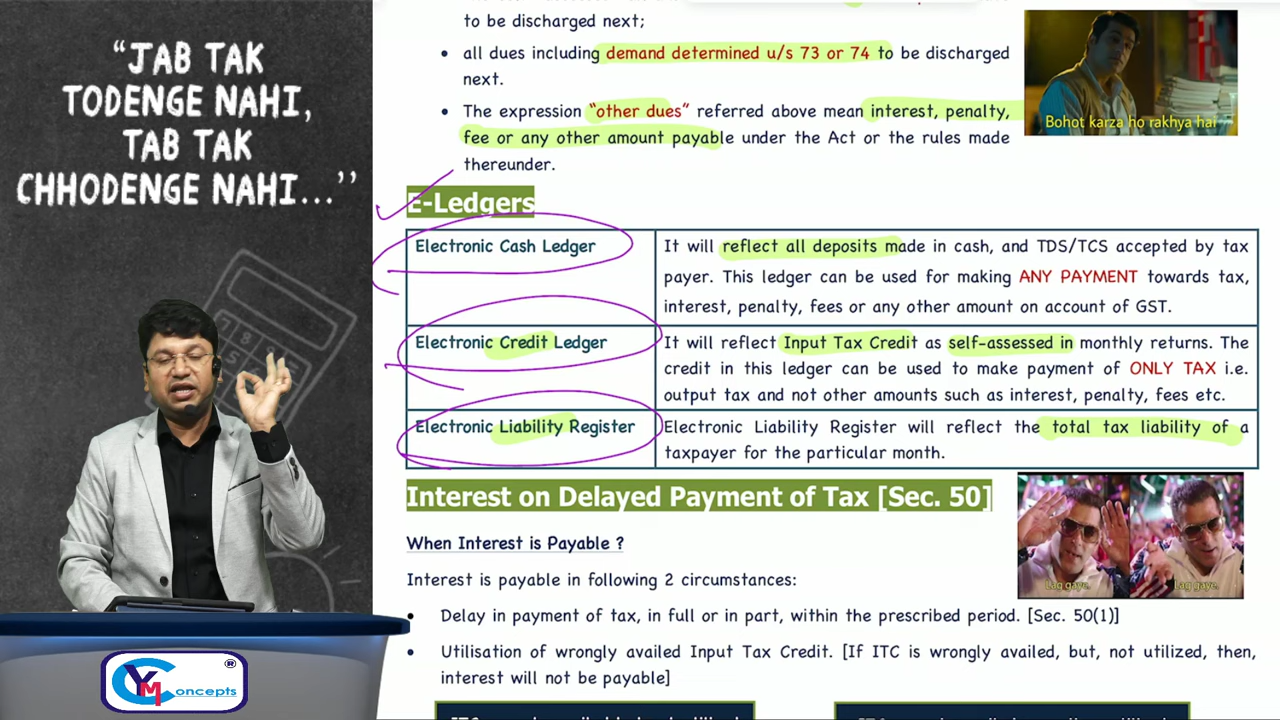 “JAB TAK
TODENGE NAHI,
TAB TAK
CHHODENGE NAHI...’’
to be discharged next;
• all dues including demand determined u/s 73 or 74 to be discharged
next.
• The expression “other dues” referred above mean interest, penalty,
fee or any other amount payable under the Act or the rules made
thereunder.
Bohot karza ho rakhya hai
E-Ledgers
Electronic Cash Ledger
It will reflect all deposits made in cash, and TDS/TCS accepted by tax
payer. This ledger can be used for making ANY PAYMENT towards tax,
interest, penalty, fees or any other amount on account of GST.
Electronic Credit Ledger
It will reflect Input Tax Credit as self-assessed in monthly returns. The
credit in this ledger can be used to make payment of ONLY TAX i.e.
output tax and not other amounts such as interest, penalty, fees etc.
Electronic Liability Register
Electronic Liability Register will reflect the total tax liability of a
taxpayer for the particular month.
Interest on Delayed Payment of Tax [Sec. 50]
When Interest is Payable ?
Lag gaye. Lag gaye.
Interest is payable in following 2 circumstances:
• Delay in payment of tax, in full or in part, within the prescribed period. [Sec. 50(1)]
• Utilisation of wrongly availed Input Tax Credit. [If ITC is wrongly availed, but, not utilized, then,
interest will not be payable]
YM Concepts ®